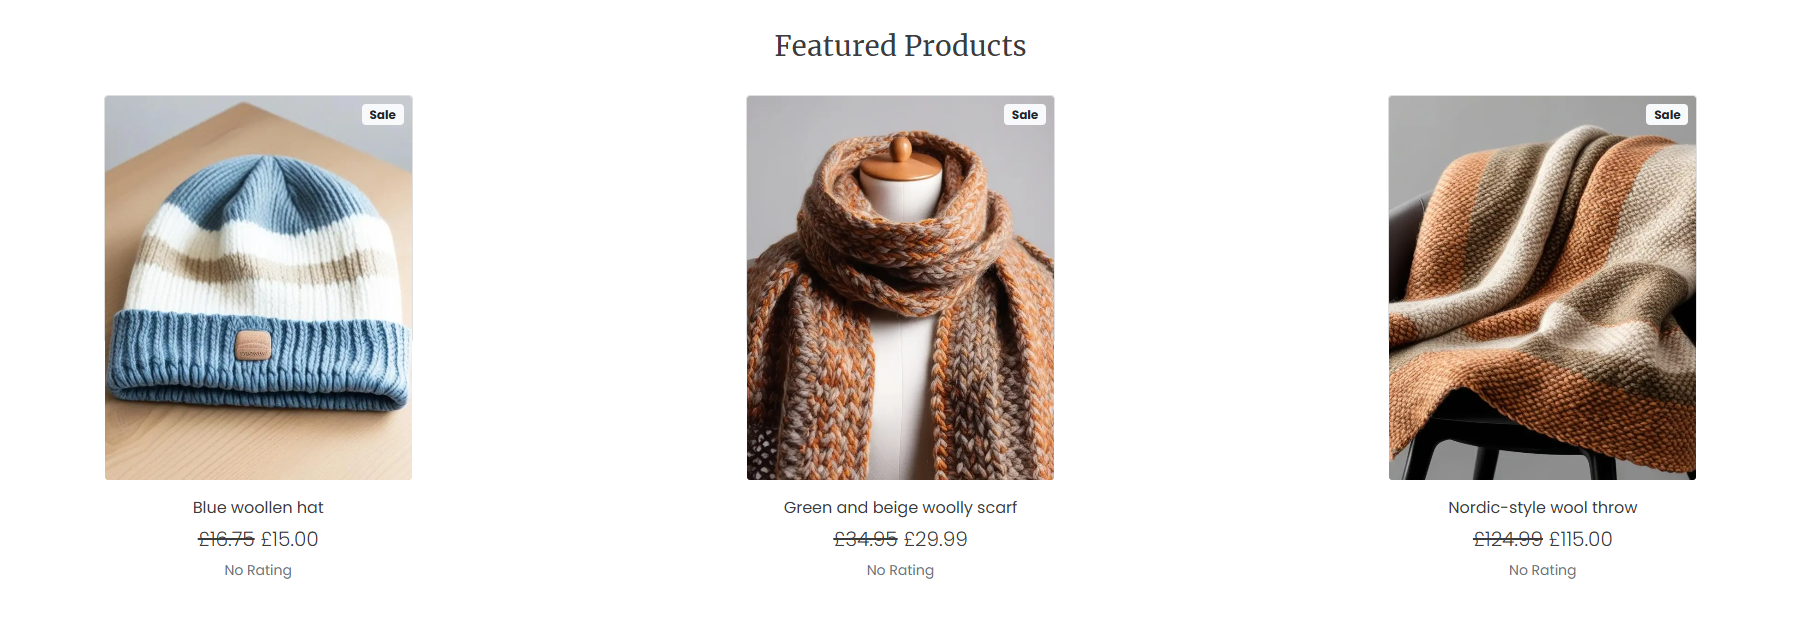 Featured Products
Sale
Sale
Sale
Blue woollen hat
£16.75 £15.00
No Rating
Green and beige woolly scarf
£34.95 £29.99
No Rating
Nordic-style wool throw
£124.99 £115.00
No Rating